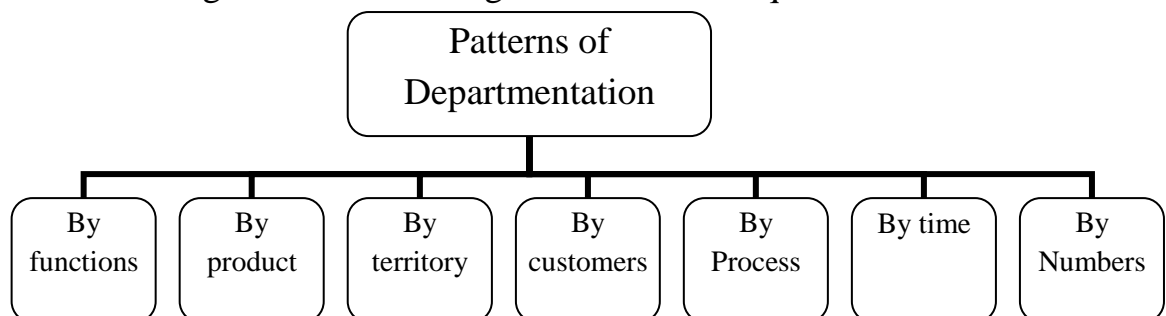 Patterns of
Departmentation
By
functions
By
product
By
territory
By
customers
By
Process
By time
By
Numbers